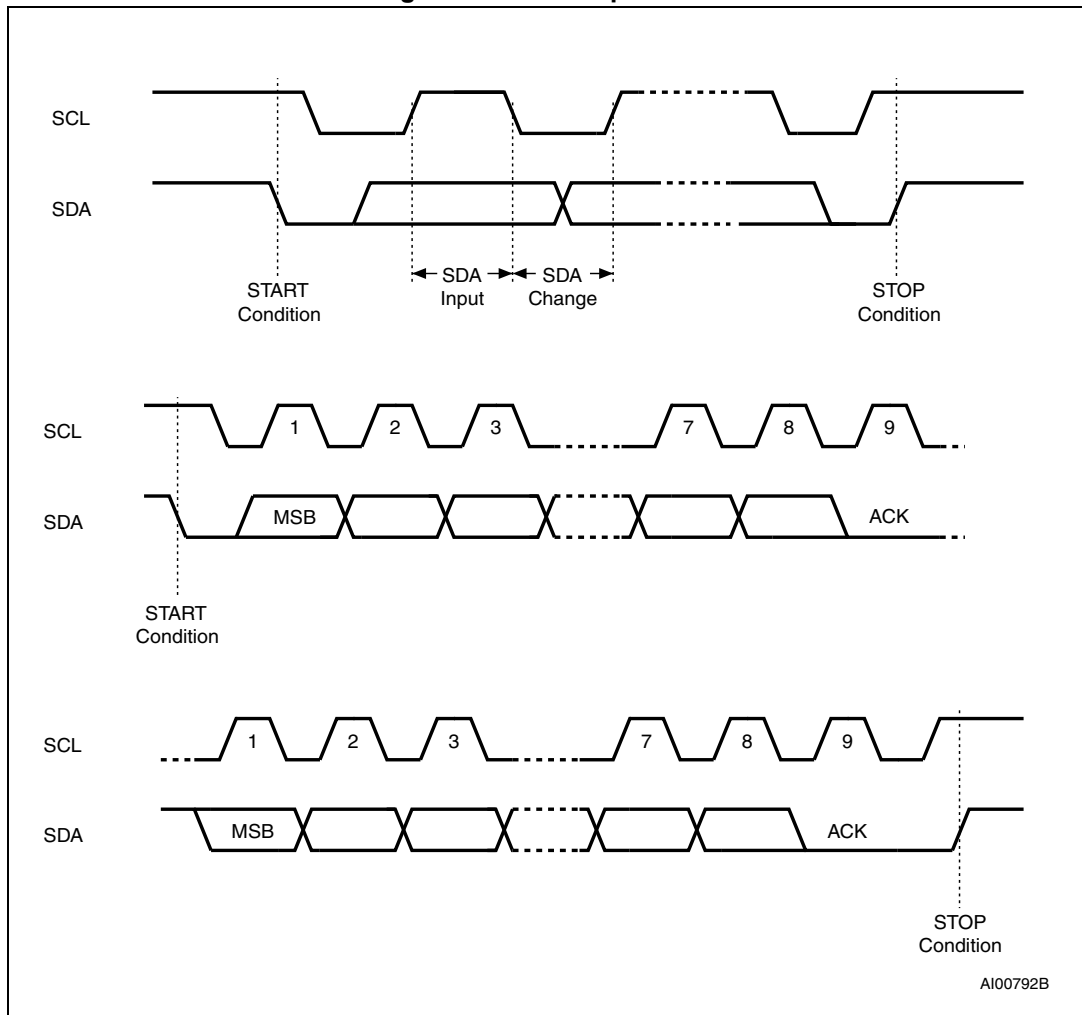 SCL
SDA
SDA
Input
SDA
Change
START
Condition
STOP
Condition
SCL
1 2 3 7 8 9
SDA
MSB ACK
START
Condition
SCL
1 2 3 7 8 9
SDA
MSB ACK
STOP
Condition
AI00792B